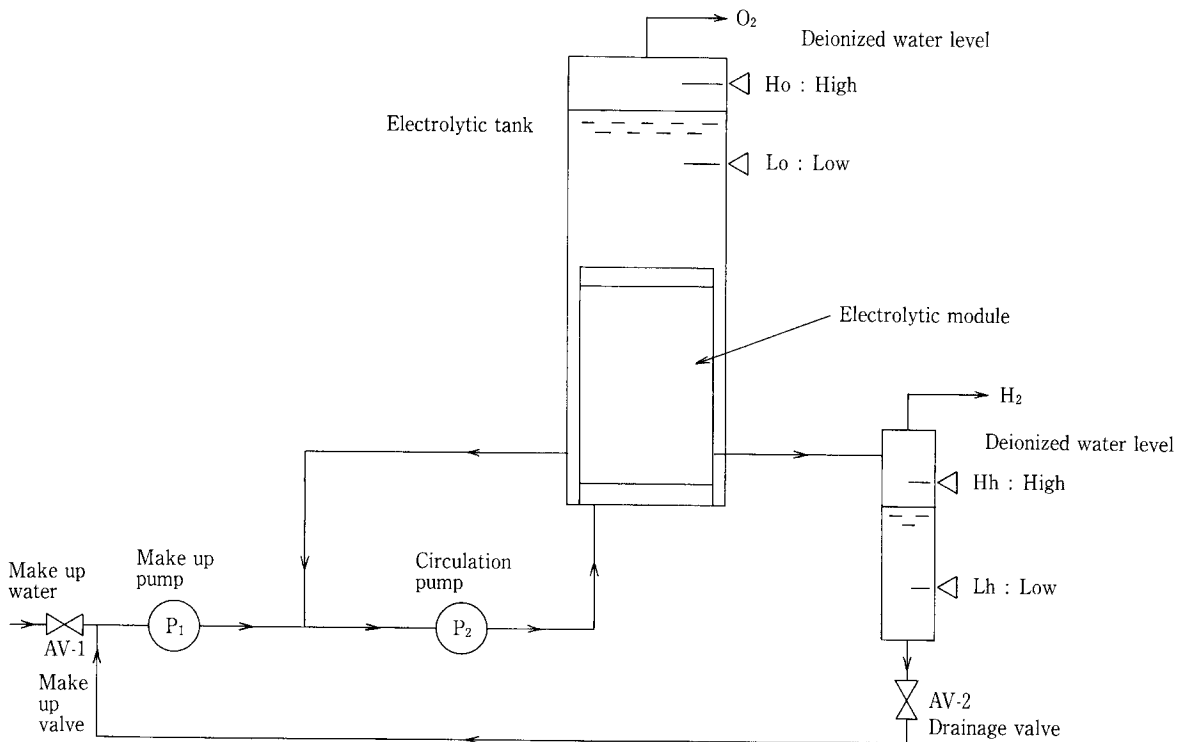 O₂
Deionized water level
Ho : High
Electrolytic tank
Lo : Low
Electrolytic module
H₂
Deionized water level
Hh : High
Make up
water
Make up
pump
Circulation
pump
Lh : Low
P₁
P₂
AV-1
Make
up
valve
AV-2
Drainage valve